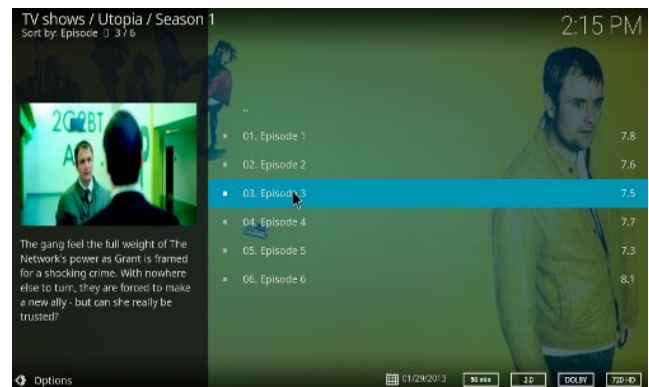 TV shows / Utopia / Season 1
Sort by: Episode 3 / 6
2:15 PM
..
01. Episode 1 7.8
02. Episode 2 7.6
03. Episode 3 7.5
04. Episode 4 7.7
05. Episode 5 7.3
06. Episode 6 8.1
The gang feel the full weight of The
Network's power as Grant is framed
for a shocking crime. With nowhere
else to turn, they are forced to make
a new ally - but can she really be
trusted?
Options
01/29/2013
50 min
2.0
DOLBY
720 HD